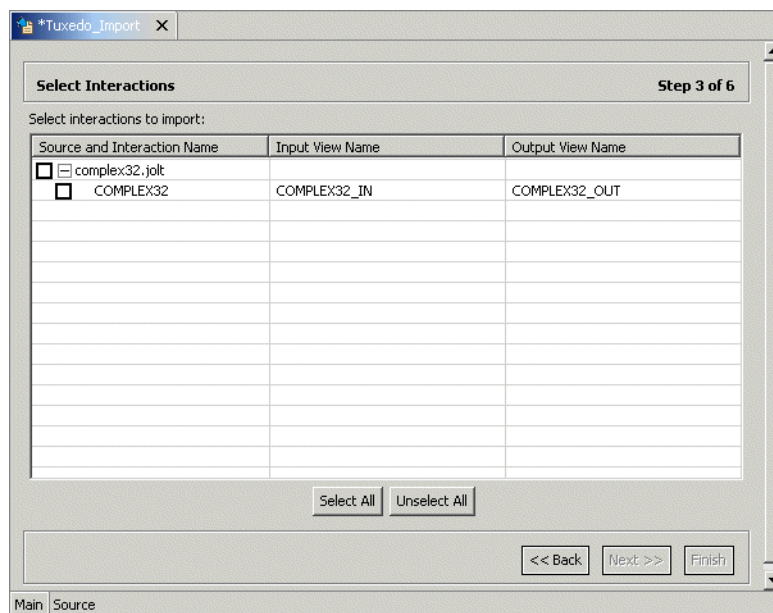 *Tuxedo_Import
Select Interactions Step 3 of 6
Select interactions to import:
Source and Interaction Name Input View Name Output View Name
complex32.jolt
COMPLEX32 COMPLEX32_IN COMPLEX32_OUT
Select All Unselect All
<< Back Next >> Finish
Main Source